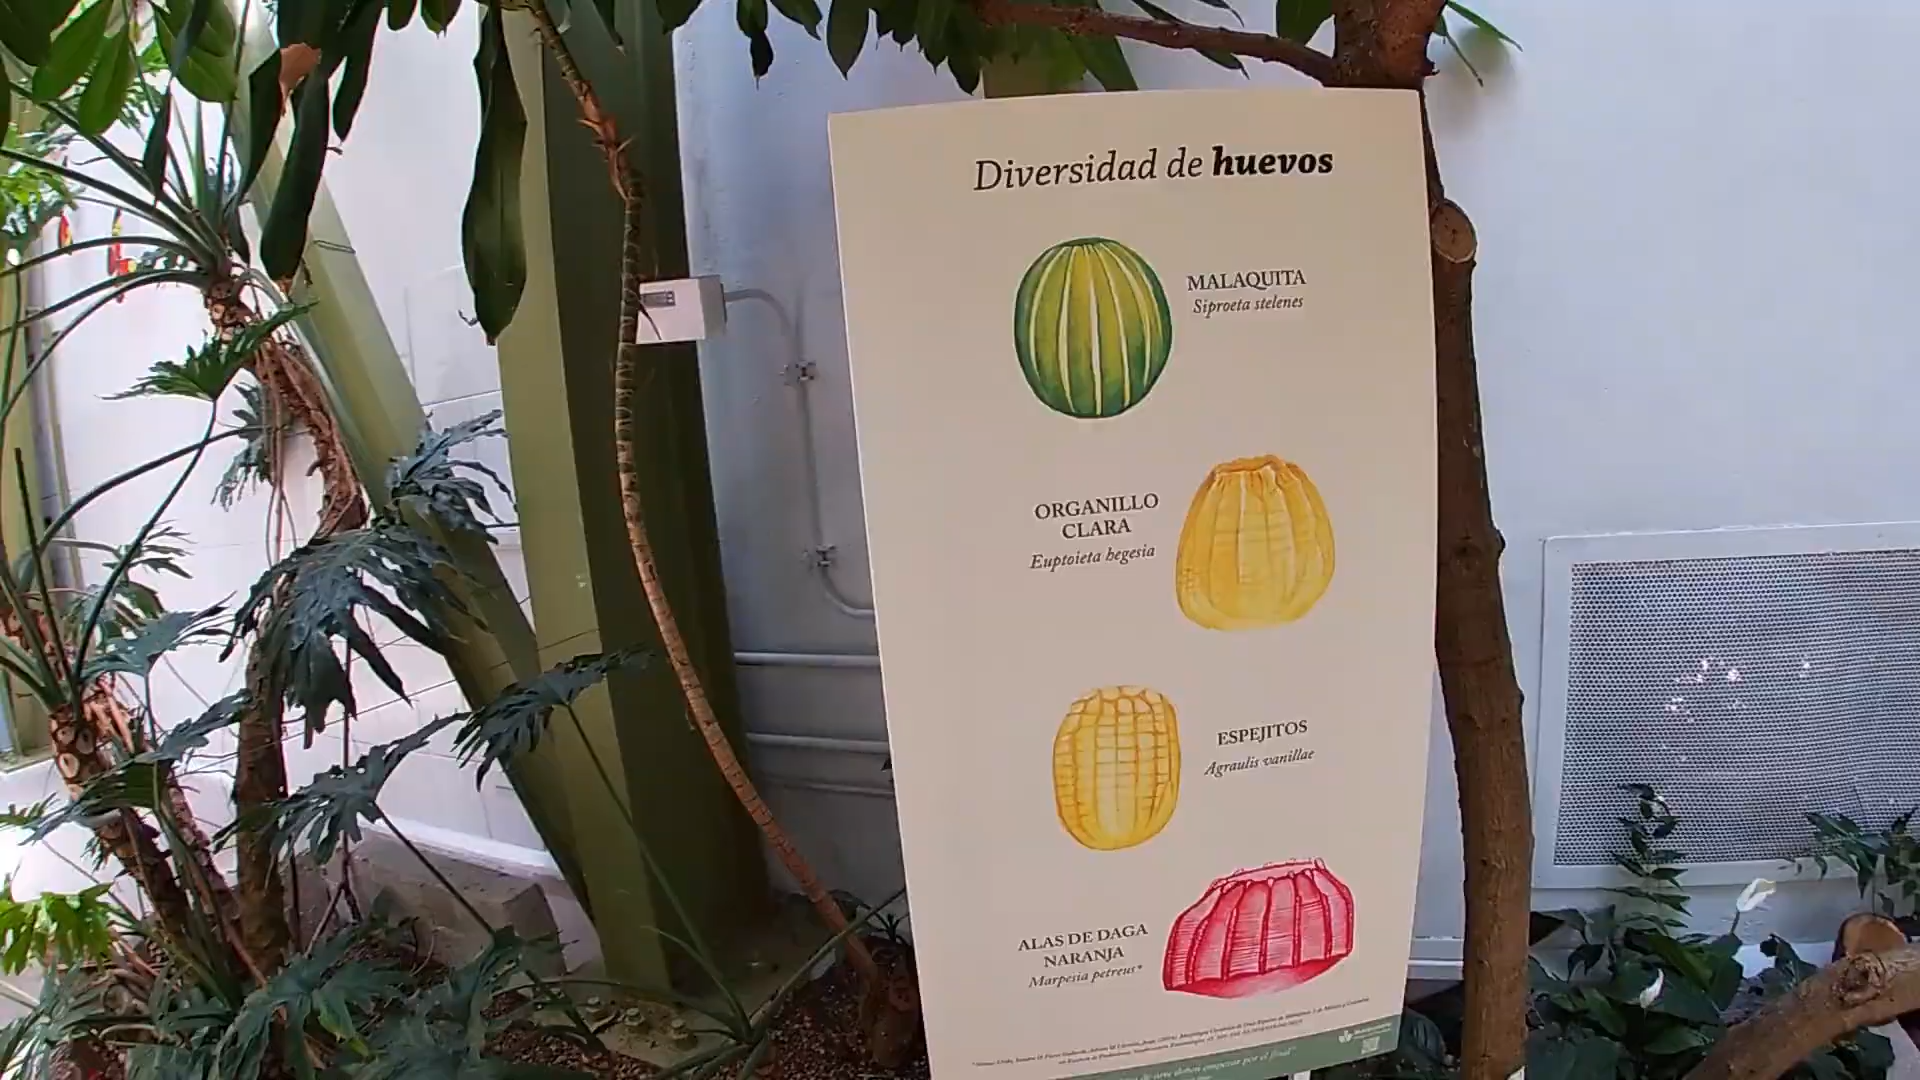 Diversidad de huevos
MALAQUITA
Siproeta stelenes
ORGANILLO
CLARA
Euptoieta hegesia
ESPEJITOS
Agraulis vanillae
ALAS DE DAGA
NARANJA
Marpesia petreus*